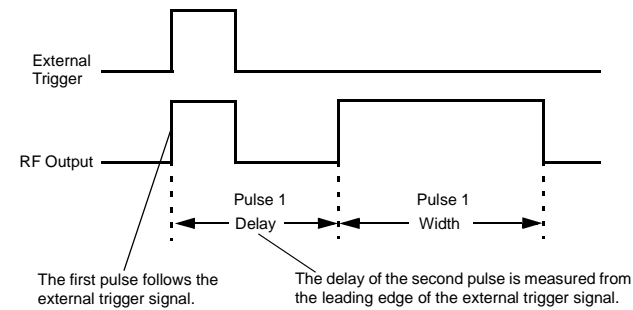 External
Trigger
RF Output
Pulse 1
Delay
Pulse 1
Width
The first pulse follows the
external trigger signal.
The delay of the second pulse is measured from
the leading edge of the external trigger signal.